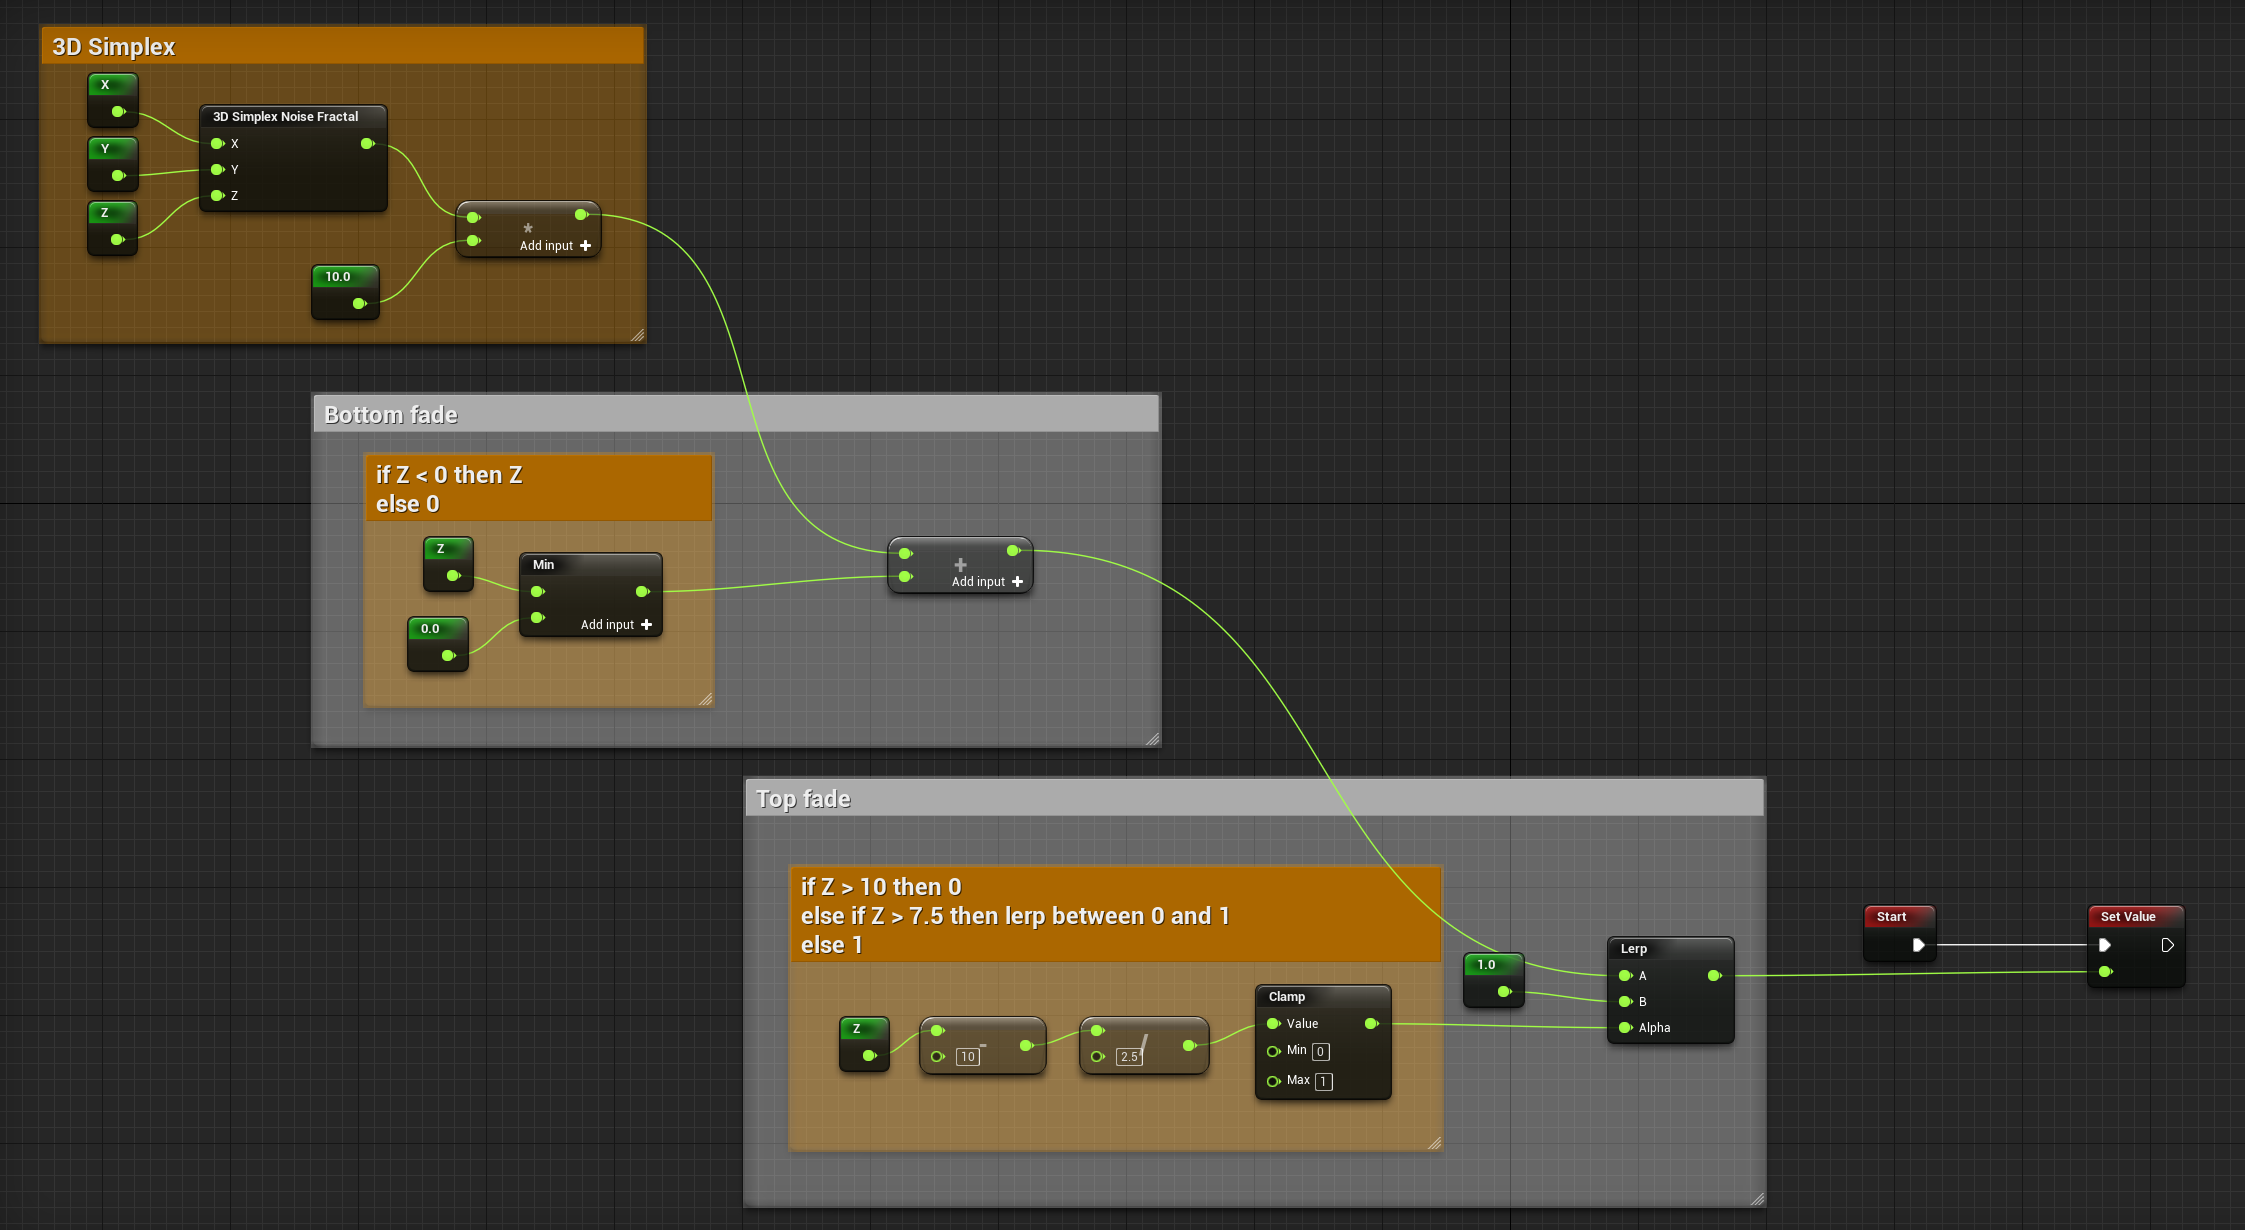 3D Simplex
X
3D Simplex Noise Fractal
X
Y
Y
Z
Z
*
Add input +
10.0
Bottom fade
if Z < 0 then Z
else 0
Z
Min
Add input +
0.0
+
Add input +
Top fade
if Z > 10 then 0
else if Z > 7.5 then lerp between 0 and 1
else 1
Z
-
10
/
2.5
Clamp
Value
Min 0
Max 1
1.0
Lerp
A
B
Alpha
Start
Set Value